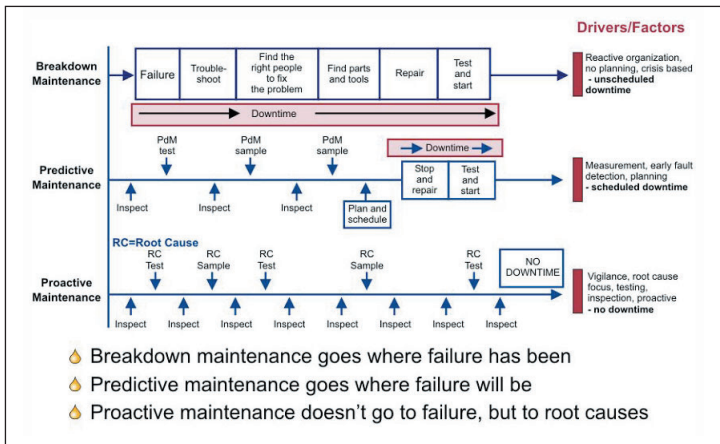 Drivers/Factors
Breakdown
Maintenance
Failure
Trouble-
shoot
Find the
right people
to fix
the problem
Find parts
and tools
Repair
Test
and
start
Reactive organization,
no planning, crisis based
- unscheduled
downtime
Downtime
PdM
test
PdM
sample
PdM
sample
Downtime
Predictive
Maintenance
Stop
and
repair
Test
and
start
Measurement, early fault
detection, planning
- scheduled downtime
Inspect
Inspect
Inspect
Plan and
schedule
RC=Root Cause
RC
Test
RC
Sample
RC
Test
RC
Sample
RC
Test
NO
DOWNTIME
Proactive
Maintenance
Vigilance, root cause
focus, testing,
inspection, proactive
- no downtime
Inspect
Inspect
Inspect
Inspect
Inspect
Inspect
Inspect
Inspect
Breakdown maintenance goes where failure has been
Predictive maintenance goes where failure will be
Proactive maintenance doesn't go to failure, but to root causes